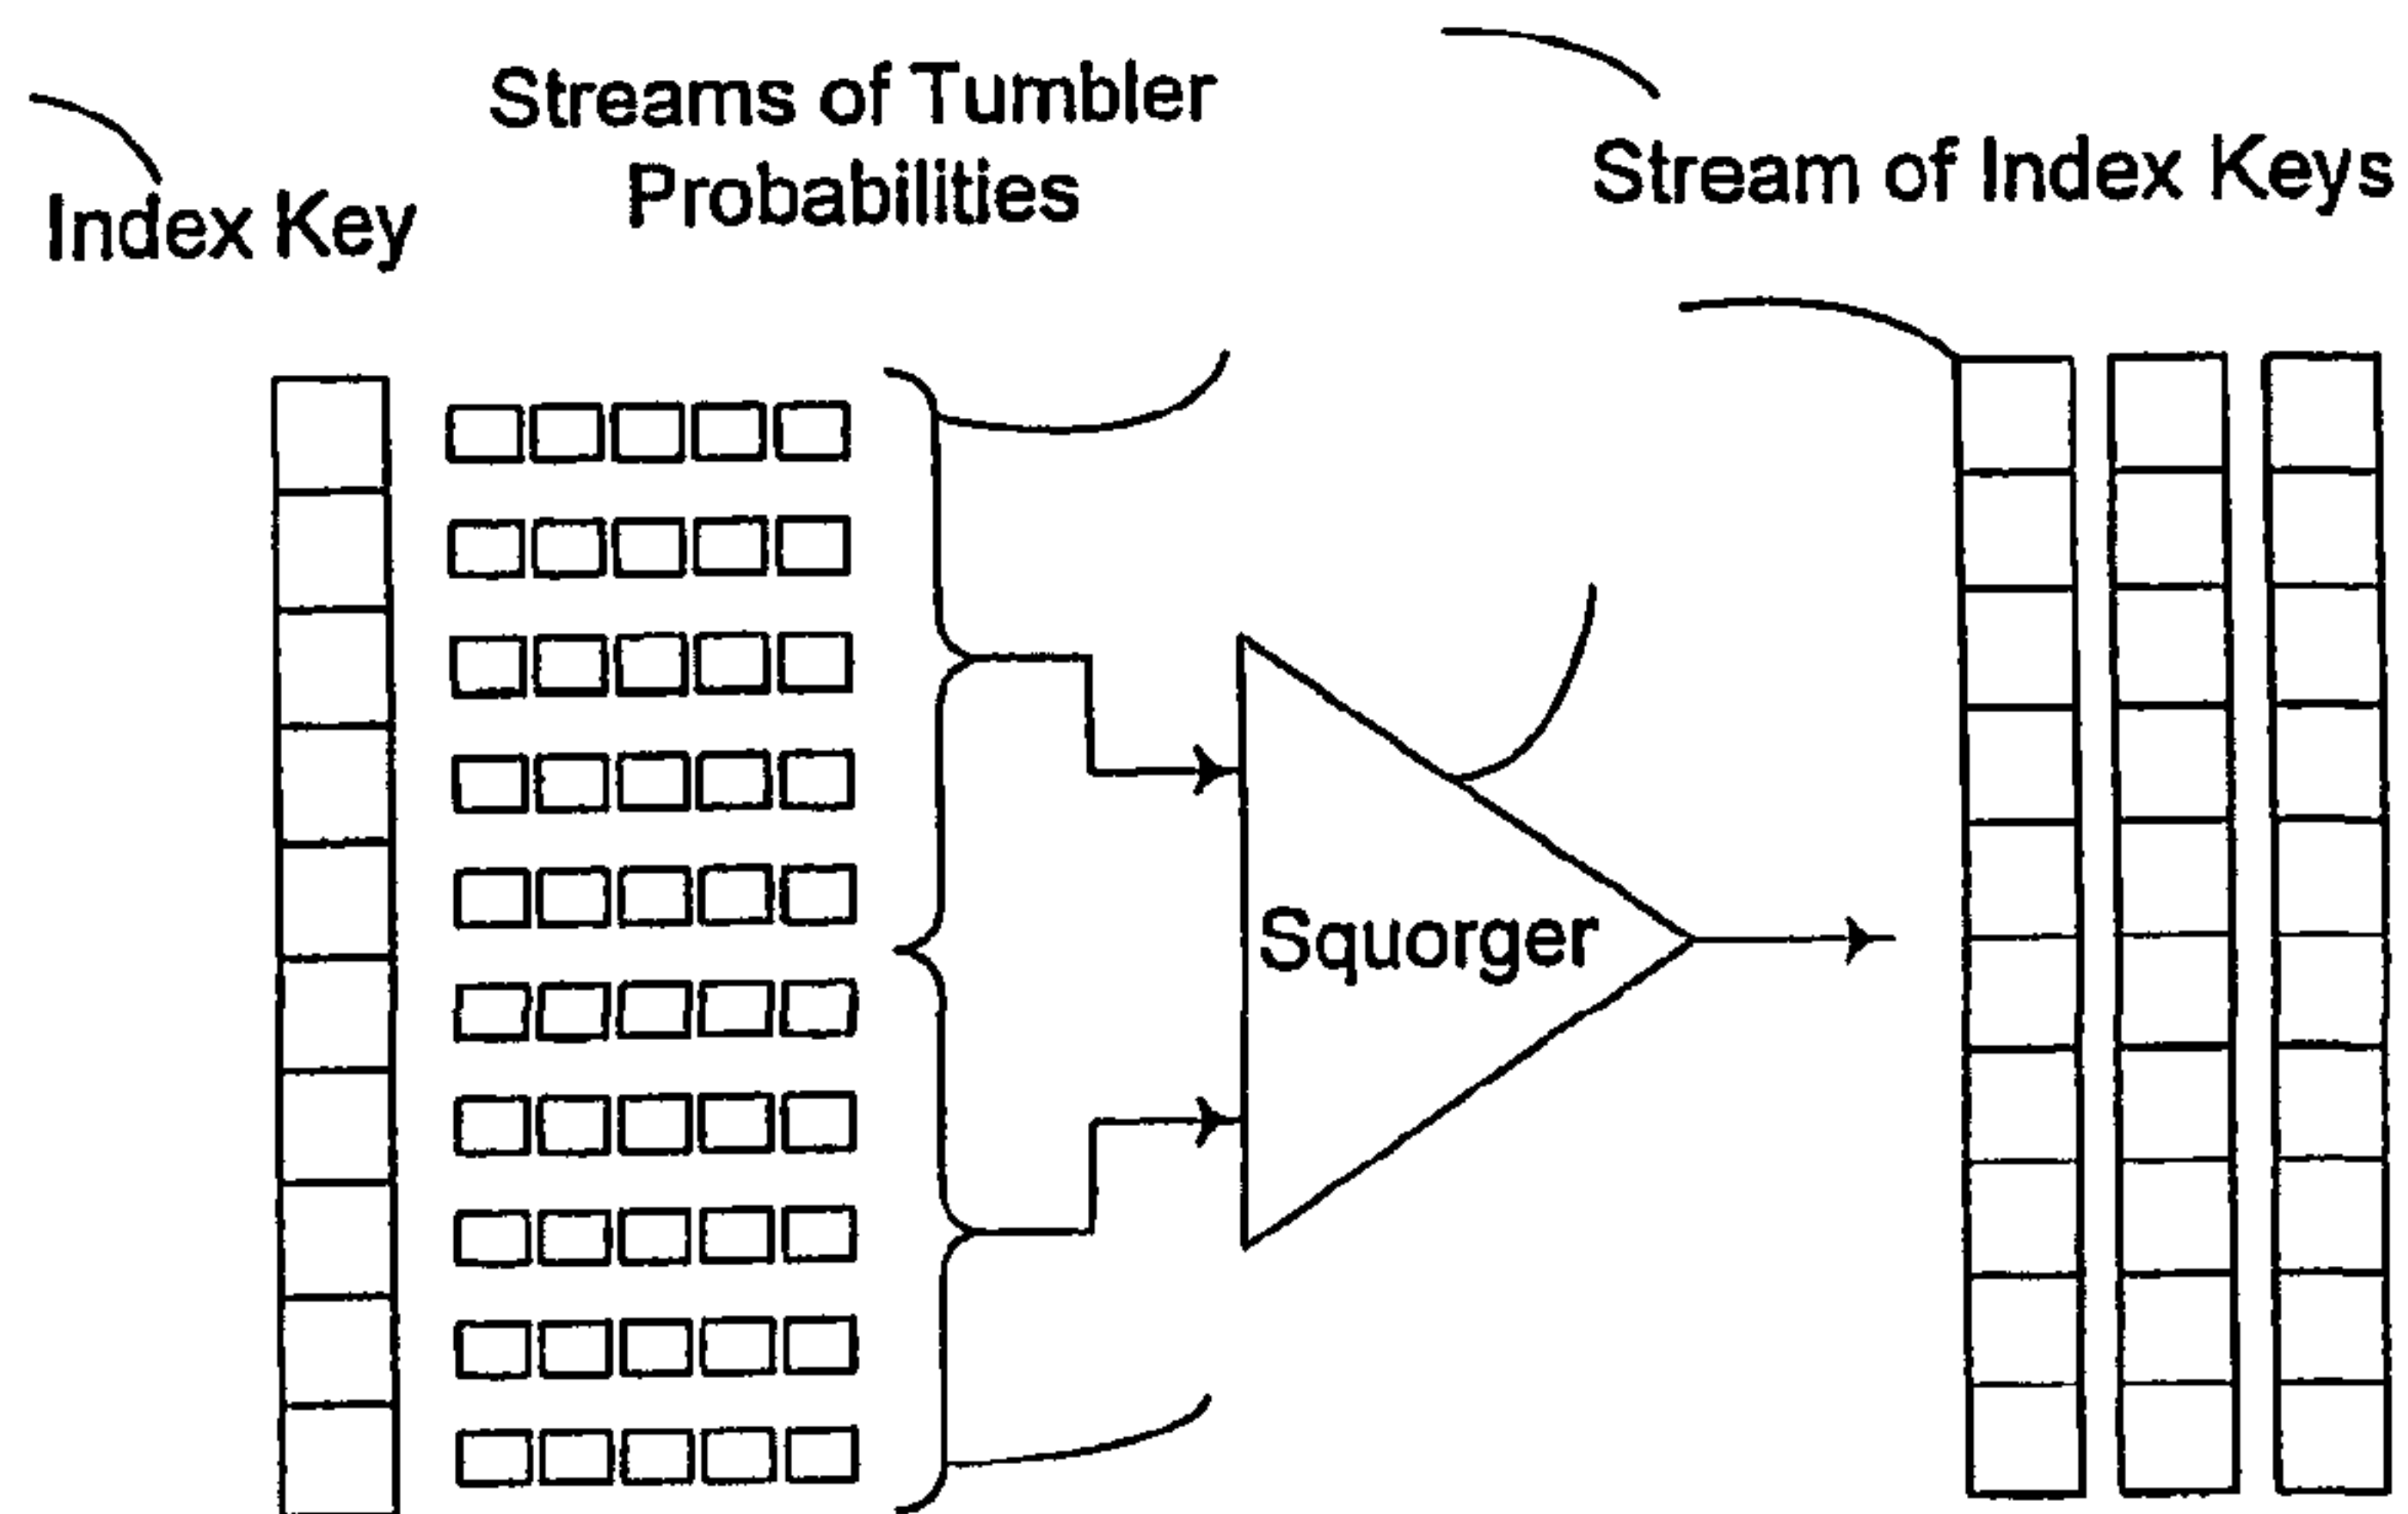 Index Key
Streams of Tumbler
Probabilities
Stream of Index Keys
Squorger